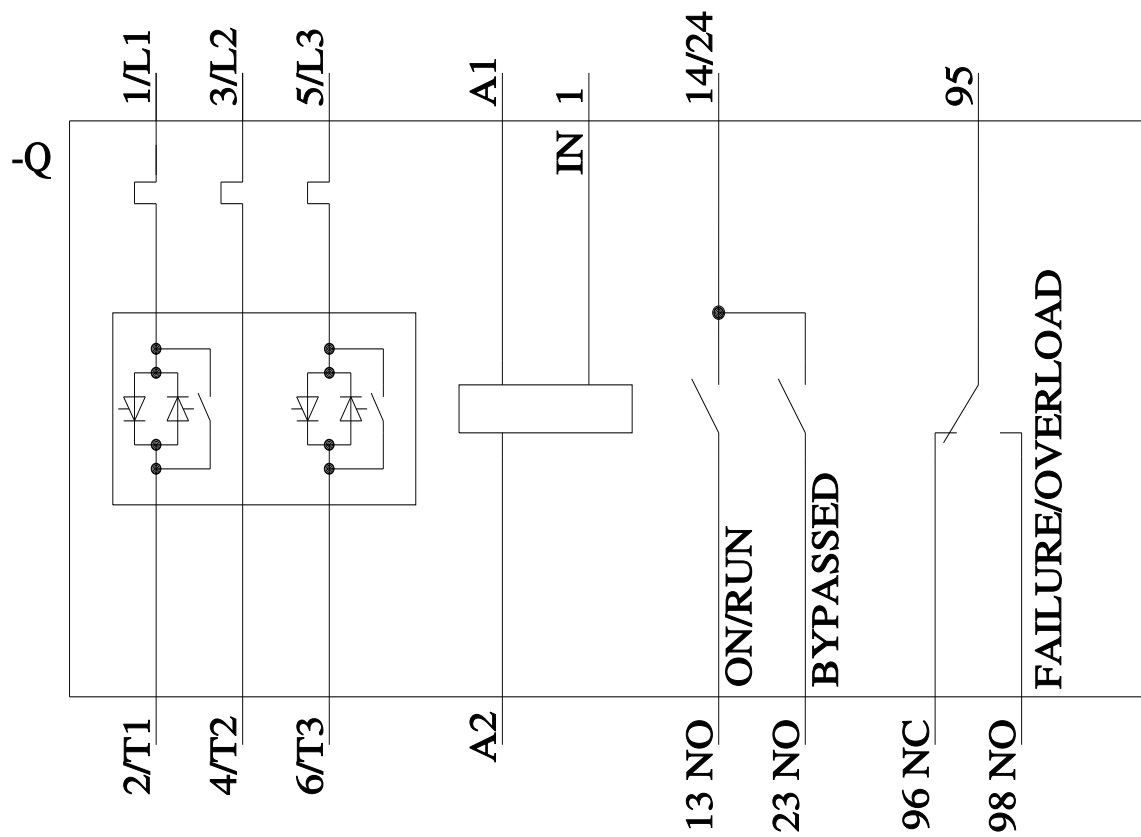 1/L1
3/L2
5/L3
A1
1
14/24
95
-Q
IN
ON/RUN
BYPASSED
FAILURE/OVERLOAD
2/T1
4/T2
6/T3
A2
13 NO
23 NO
96 NC
98 NO